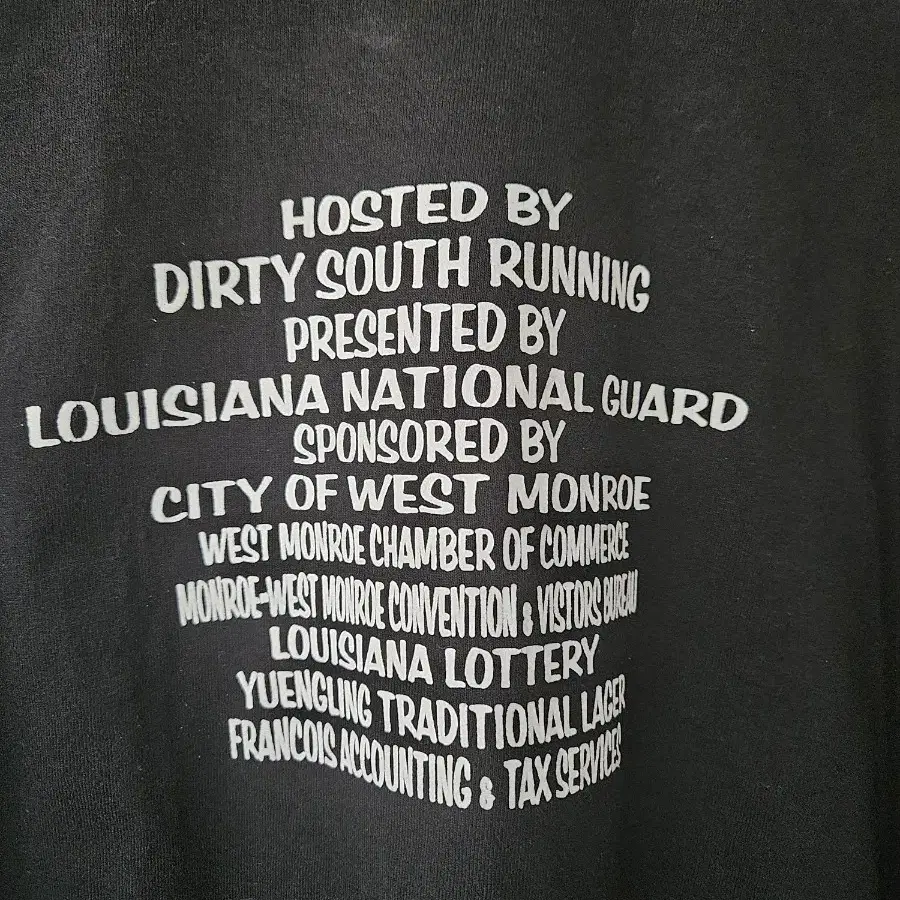 HOSTED BY
DIRTY SOUTH RUNNING
PRESENTED BY
LOUISIANA NATIONAL GUARD
SPONSORED BY
CITY OF WEST MONROE
WEST MONROE CHAMBER OF COMMERCE
MONROE-WEST MONROE CONVENTION & VISTORS BUREAU
LOUISIANA LOTTERY
YUENGLING TRADITIONAL LAGER
FRANCOIS ACCOUNTING & TAX SERVICES